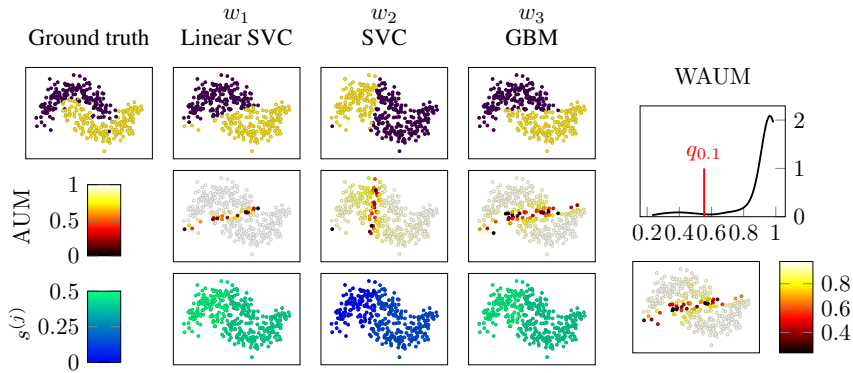 w₁ w₂ w₃
Ground truth Linear SVC SVC GBM
WAUM
2
q₀.₁
1
0
0.2 0.4 0.6 0.8 1
AUM
1
0.5
0
s⁽ʲ⁾
0.5
0.25
0
0.8
0.6
0.4